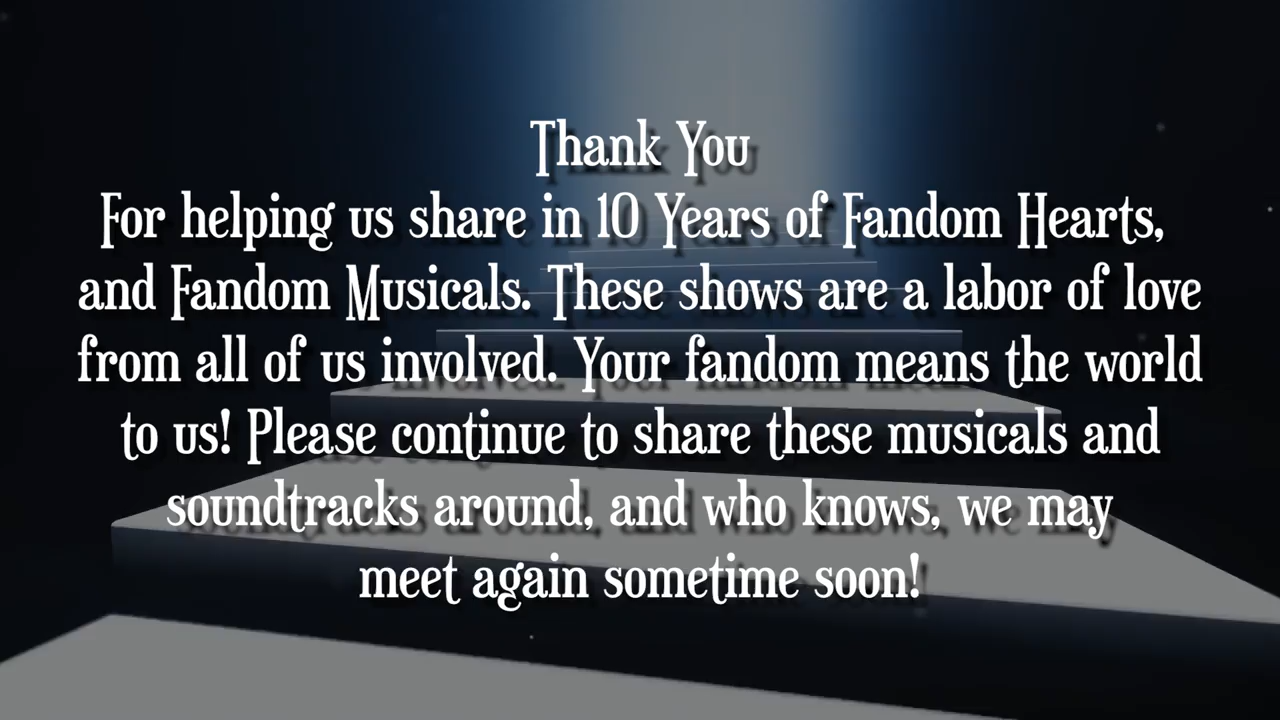 Thank You
For helping us share in 10 Years of Fandom Hearts,
and Fandom Musicals. These shows are a labor of love
from all of us involved. Your fandom means the world
to us! Please continue to share these musicals and
soundtracks around, and who knows, we may
meet again sometime soon!